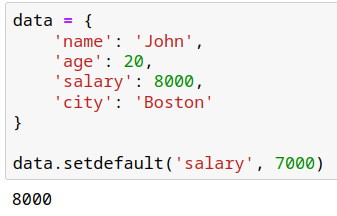 data = {
    'name': 'John',
    'age': 20,
    'salary': 8000,
    'city': 'Boston'
}
data.setdefault('salary', 7000)
8000